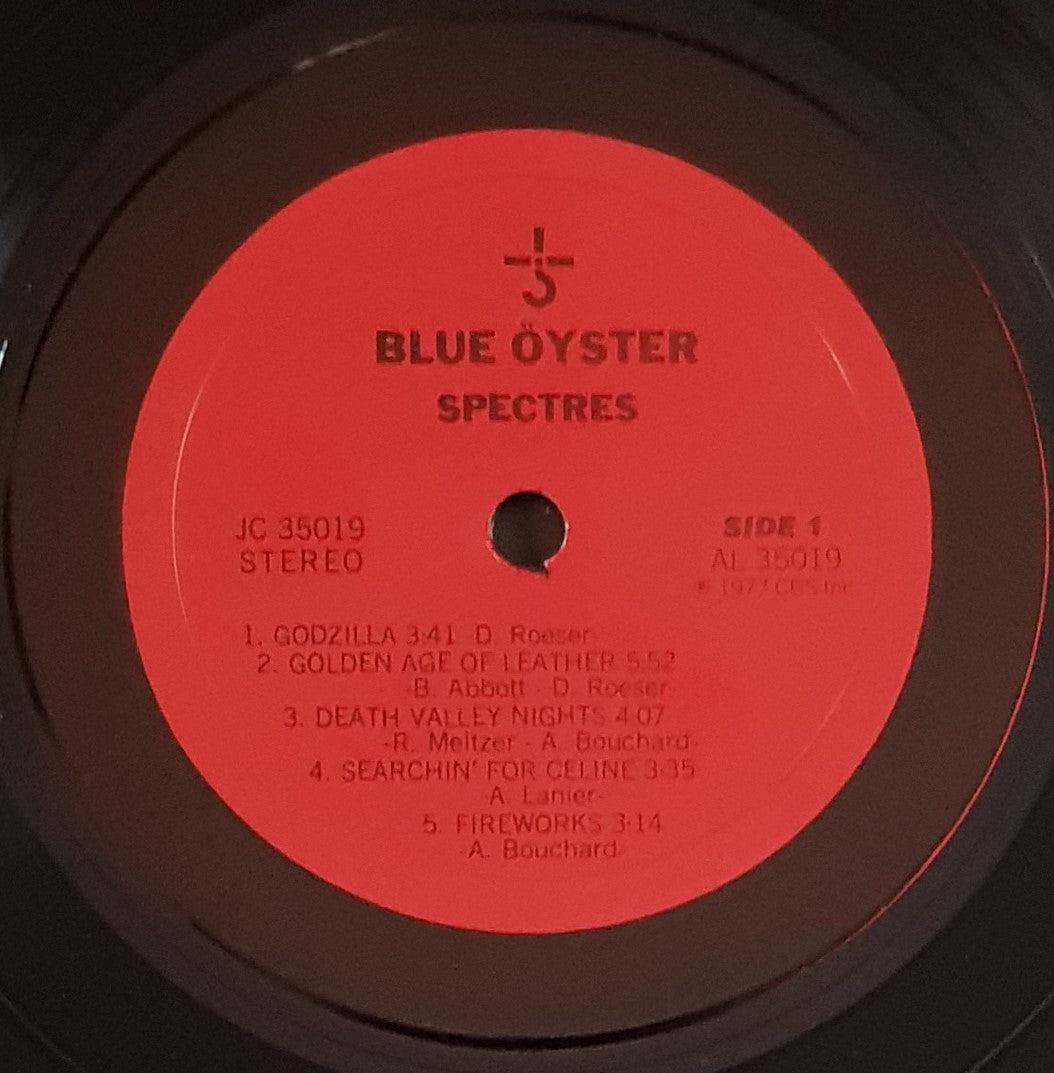 BLUE ÖYSTER
SPECTRES
JC 35019
STEREO
SIDE 1
AL 35019
℗ 1977 CBS Inc.
1. GODZILLA 3:41 -D. Roeser-
2. GOLDEN AGE OF LEATHER 5:52
-B. Abbott - D. Roeser-
3. DEATH VALLEY NIGHTS 4:07
-R. Meltzer - A. Bouchard-
4. SEARCHIN' FOR CELINE 3:35
-A. Lanier-
5. FIREWORKS 3:14
-A. Bouchard-